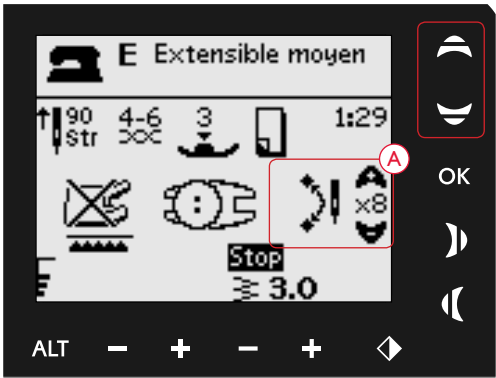 E Extensible moyen
90 4-6 3 1:29
str
A
x8
OK
Stop
3.0
ALT - + - +